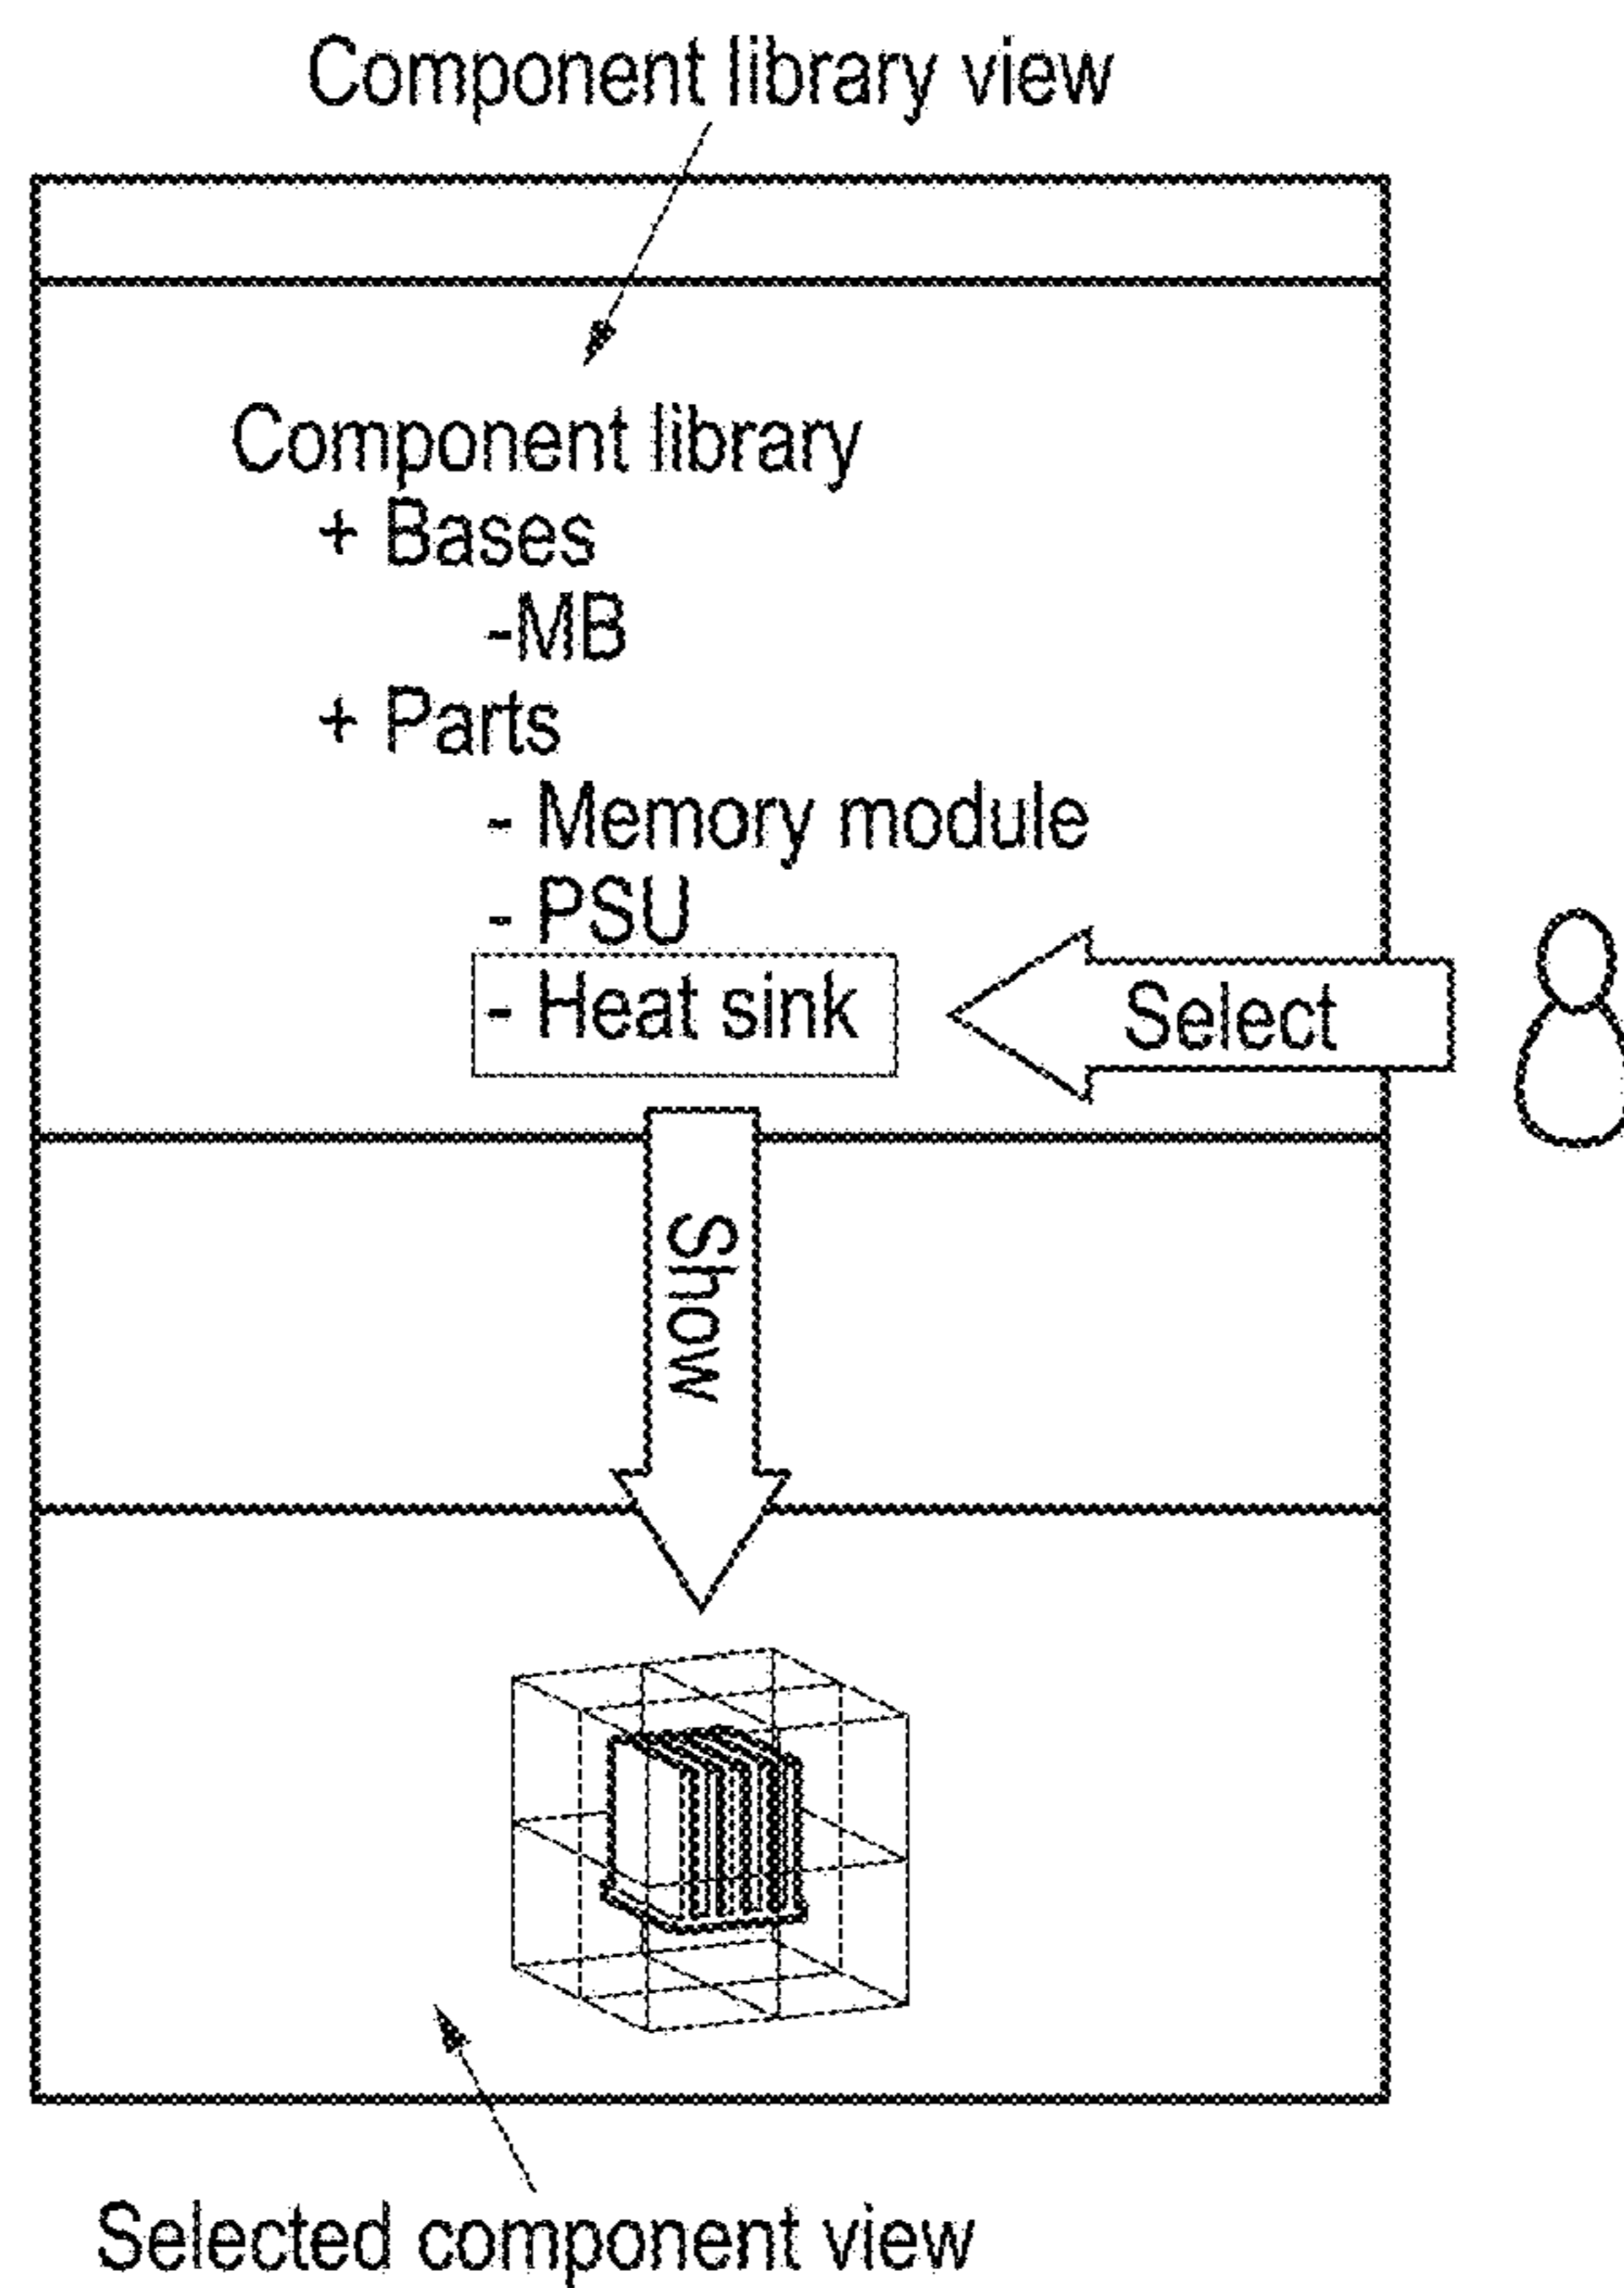 Component library view
Component library
+ Bases
-MB
+ Parts
- Memory module
- PSU
- Heat sink
Select
Show
Selected component view